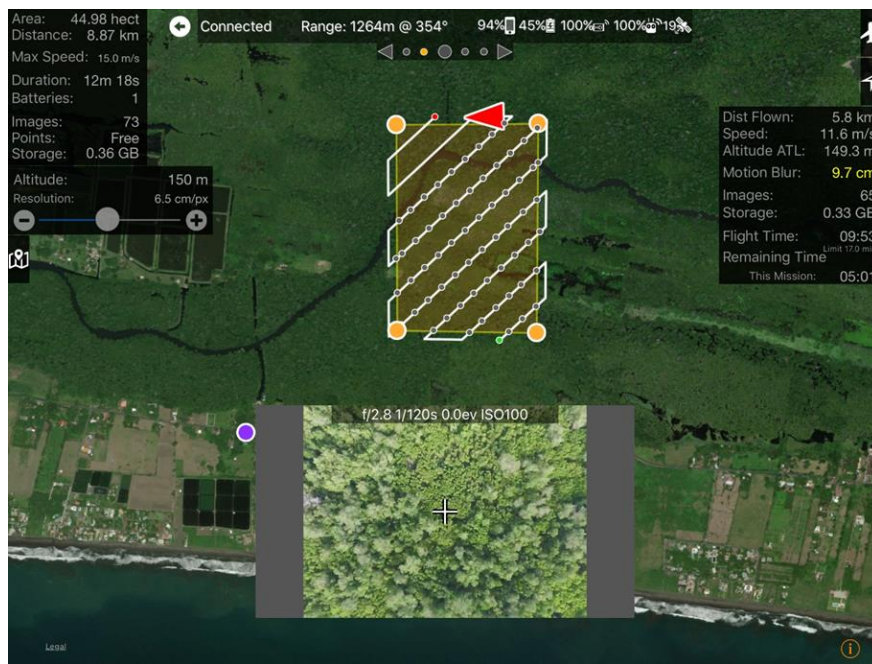 Connected Range: 1264m @ 354° 94% 45% 100% 100% 19
Area: 44.98 hect
Distance: 8.87 km
Max Speed: 15.0 m/s
Duration: 12m 18s
Batteries: 1
Images: 73
Points: Free
Storage: 0.36 GB
Altitude: 150 m
Resolution: 6.5 cm/px
Dist Flown: 5.8 km
Speed: 11.6 m/s
Altitude ATL: 149.3 m
Motion Blur: 9.7 cm
Images: 65
Storage: 0.33 GB
Flight Time: 09:53
Limit 17.0 mi
Remaining Time
This Mission: 05:01
f/2.8 1/120s 0.0ev ISO100
Legal